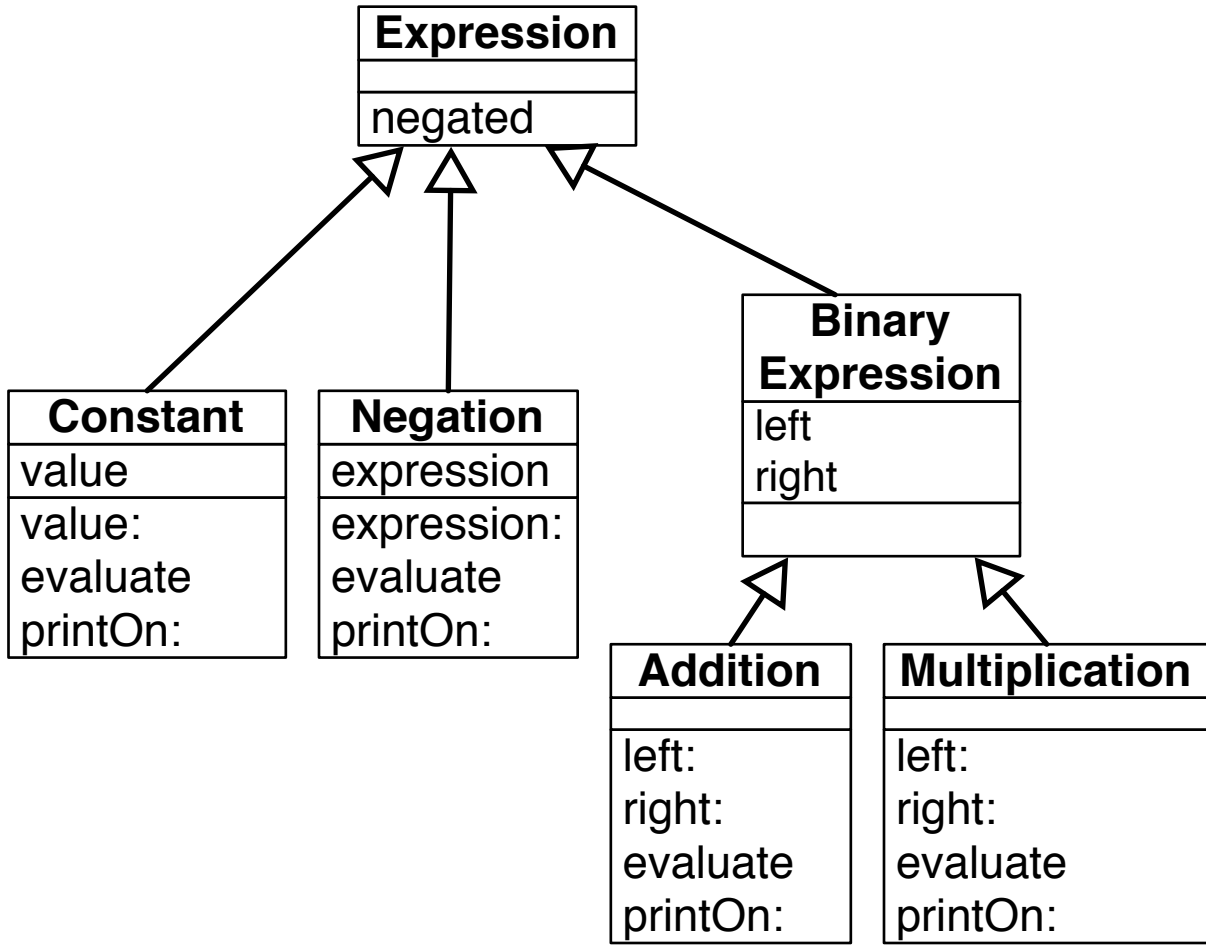 Expression
negated
Binary
Expression
left
right
Constant
value
value:
evaluate
printOn:
Negation
expression
expression:
evaluate
printOn:
Addition
left:
right:
evaluate
printOn:
Multiplication
left:
right:
evaluate
printOn: